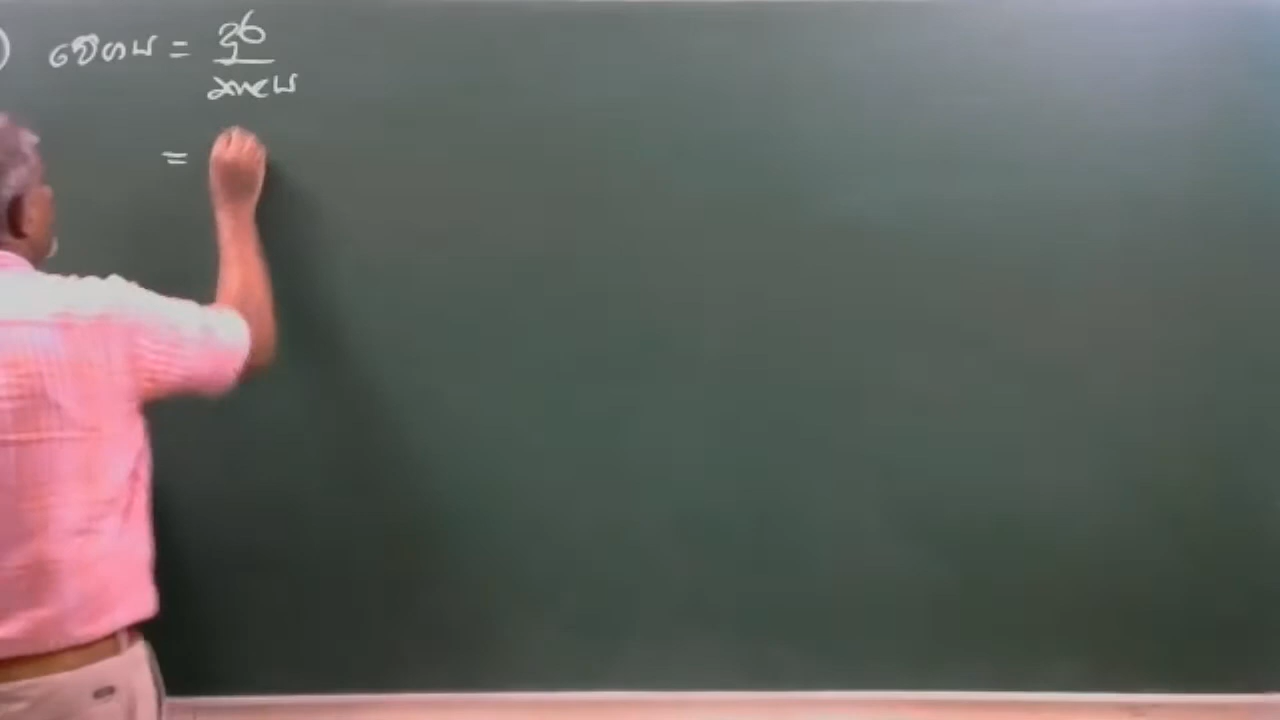 ) වේගය = දුර
කාලය
=